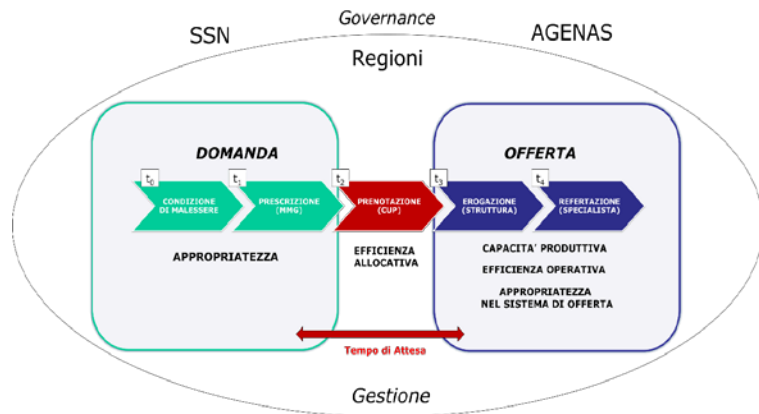 Governance
SSN
AGENAS
Regioni
DOMANDA
OFFERTA
t0
t1
t2
t3
t4
CONDIZIONE
DI MALESSERE
PRESCRIZIONE
(MMG)
PRENOTAZIONE
(CUP)
EROGAZIONE
(STRUTTURA)
REFERTAZIONE
(SPECIALISTA)
APPROPRIATEZZA
EFFICIENZA
ALLOCATIVA
CAPACITA' PRODUTTIVA
EFFICIENZA OPERATIVA
APPROPRIATEZZA
NEL SISTEMA DI OFFERTA
Tempo di Attesa
Gestione